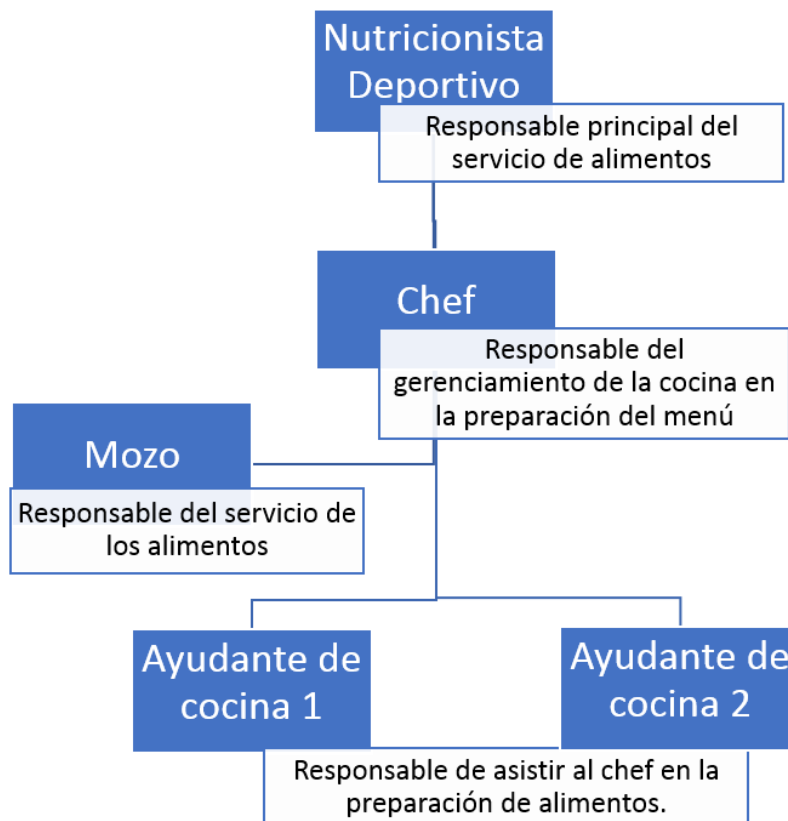 Nutricionista
Deportivo
Responsable principal del
servicio de alimentos
Chef
Responsable del
gerenciamiento de la cocina en
la preparación del menú
Mozo
Responsable del servicio de
los alimentos
Ayudante de
cocina 1
Ayudante de
cocina 2
Responsable de asistir al chef en la
preparación de alimentos.